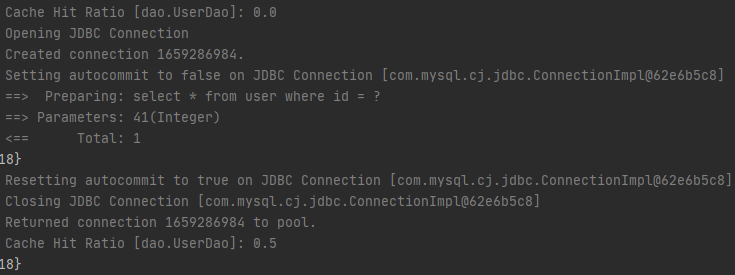 Cache Hit Ratio [dao.UserDao]: 0.0
Opening JDBC Connection
Created connection 1659286984.
Setting autocommit to false on JDBC Connection [com.mysql.cj.jdbc.ConnectionImpl@62e6b5c8]
==>  Preparing: select * from user where id = ?
==> Parameters: 41(Integer)
<==      Total: 1
18}
Resetting autocommit to true on JDBC Connection [com.mysql.cj.jdbc.ConnectionImpl@62e6b5c8]
Closing JDBC Connection [com.mysql.cj.jdbc.ConnectionImpl@62e6b5c8]
Returned connection 1659286984 to pool.
Cache Hit Ratio [dao.UserDao]: 0.5
18}